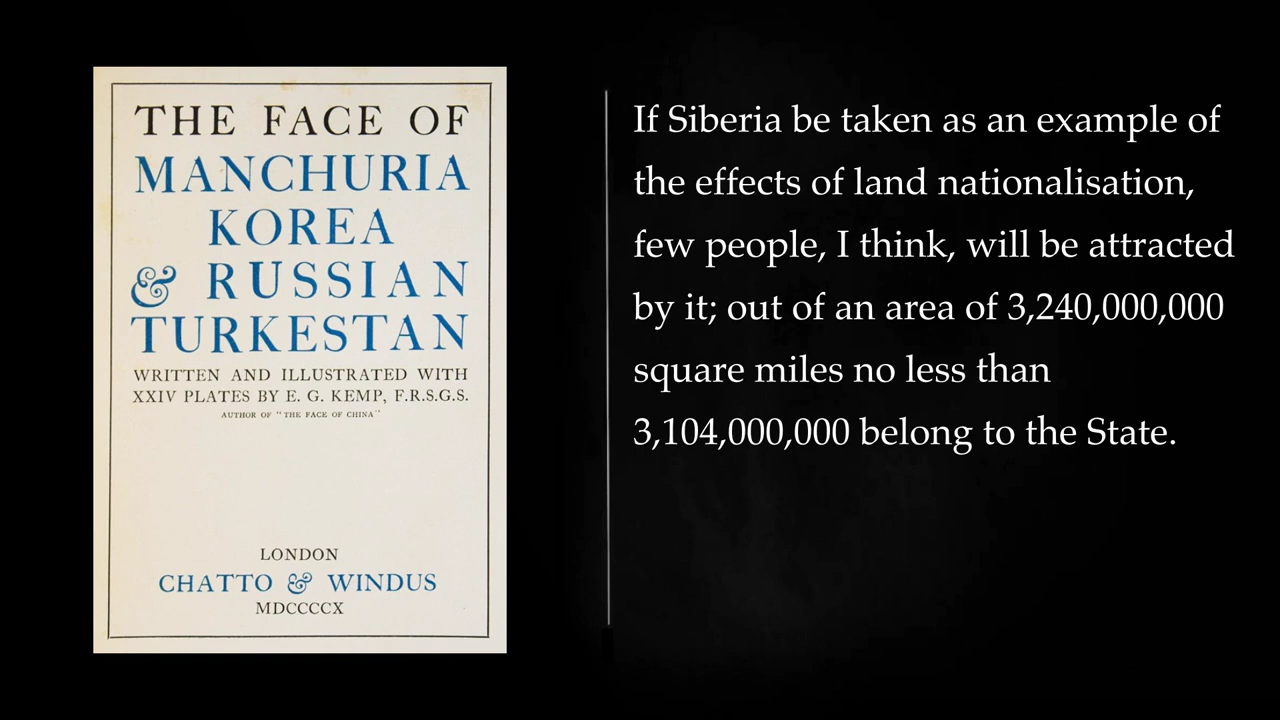 THE FACE OF
MANCHURIA
KOREA
& RUSSIAN
TURKESTAN
WRITTEN AND ILLUSTRATED WITH
XXIV PLATES BY E. G. KEMP, F.R.S.G.S.
AUTHOR OF "THE FACE OF CHINA"
LONDON
CHATTO & WINDUS
MDCCCCX
If Siberia be taken as an example of
the effects of land nationalisation,
few people, I think, will be attracted
by it; out of an area of 3,240,000,000
square miles no less than
3,104,000,000 belong to the State.